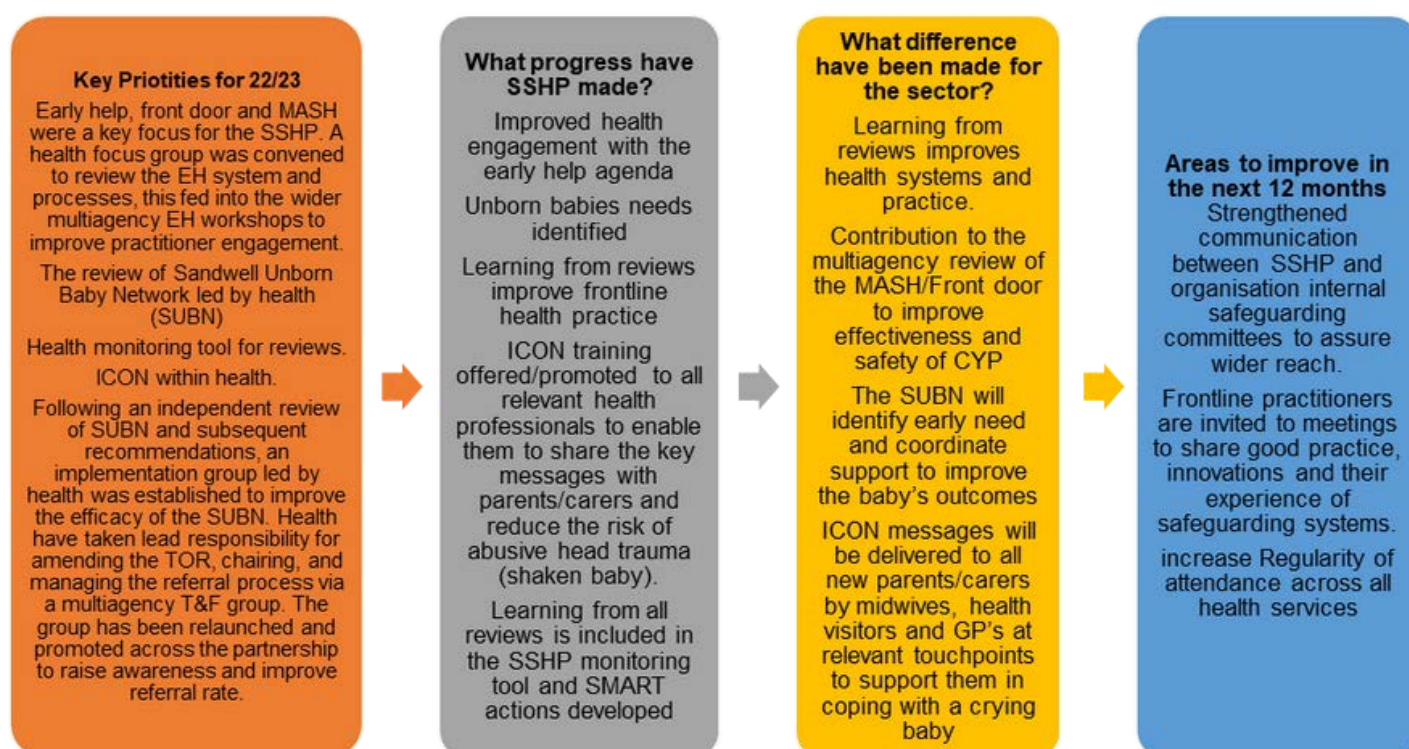 Key Priotities for 22/23
Early help, front door and MASH
were a key focus for the SSHP. A
health focus group was convened
to review the EH system and
processes, this fed into the wider
multiagency EH workshops to
improve practitioner engagement.
The review of Sandwell Unborn
Baby Network led by health
(SUBN)
Health monitoring tool for reviews.
ICON within health.
Following an independent review
of SUBN and subsequent
recommendations, an
implementation group led by
health was established to improve
the efficacy of the SUBN. Health
have taken lead responsibility for
amending the TOR, chairing, and
managing the referral process via
a multiagency T&F group. The
group has been relaunched and
promoted across the partnership
to raise awareness and improve
referral rate.
What progress have
SSHP made?
Improved health
engagement with the
early help agenda
Unborn babies needs
identified
Learning from reviews
improve frontline
health practice
ICON training
offered/promoted to all
relevant health
professionals to enable
them to share the key
messages with
parents/carers and
reduce the risk of
abusive head trauma
(shaken baby).
Learning from all
reviews is included in
the SSHP monitoring
tool and SMART
actions developed
What difference
have been made for
the sector?
Learning from
reviews improves
health systems and
practice.
Contribution to the
multiagency review of
the MASH/Front door
to improve
effectiveness and
safety of CYP
The SUBN will
identify early need
and coordinate
support to improve
the baby's outcomes
ICON messages will
be delivered to all
new parents/carers
by midwives, health
visitors and GP's at
relevant touchpoints
to support them in
coping with a crying
baby
Areas to improve in
the next 12 months
Strengthened
communication
between SSHP and
organisation internal
safeguarding
committees to assure
wider reach.
Frontline practitioners
are invited to meetings
to share good practice,
innovations and their
experience of
safeguarding systems.
increase Regularity of
attendance across all
health services